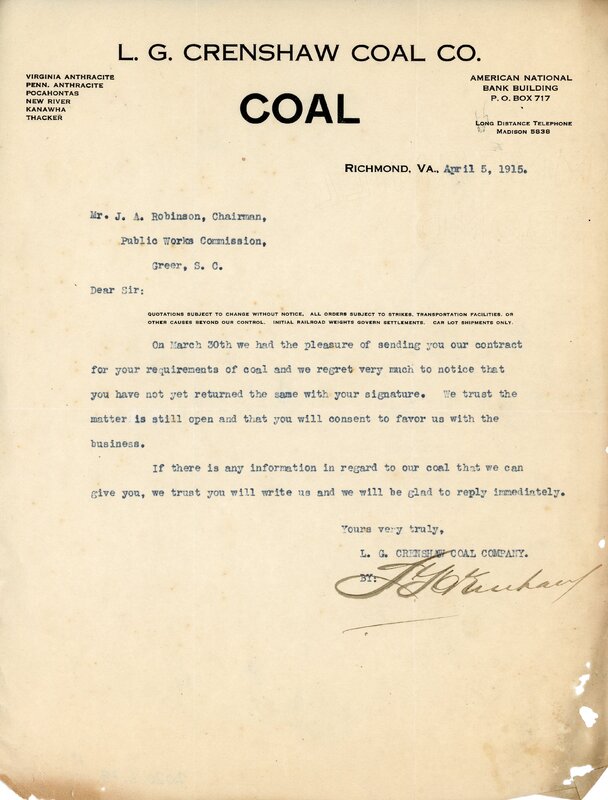 L. G. CRENSHAW COAL CO.
VIRGINIA ANTHRACITE
PENN. ANTHRACITE
POCAHONTAS
NEW RIVER
KANAWHA
THACKER
COAL
AMERICAN NATIONAL
BANK BUILDING
P. O. BOX 717
LONG DISTANCE TELEPHONE
MADISON 5838
RICHMOND, VA., April 5, 1915.
Mr. J. A. Robinson, Chairman,
Public Works Commission,
Greer, S. C.
Dear Sir:
QUOTATIONS SUBJECT TO CHANGE WITHOUT NOTICE. ALL ORDERS SUBJECT TO STRIKES, TRANSPORTATION FACILITIES, OR
OTHER CAUSES BEYOND OUR CONTROL. INITIAL RAILROAD WEIGHTS GOVERN SETTLEMENTS. CAR LOT SHIPMENTS ONLY.
On March 30th we had the pleasure of sending you our contract
for your requirements of coal and we regret very much to notice that
you have not yet returned the same with your signature. We trust the
matter is still open and that you will consent to favor us with the
business.
If there is any information in regard to our coal that we can
give you, we trust you will write us and we will be glad to reply immediately.
Yours very truly,
L. G. CRENSHAW COAL COMPANY.
BY: Crenshaw